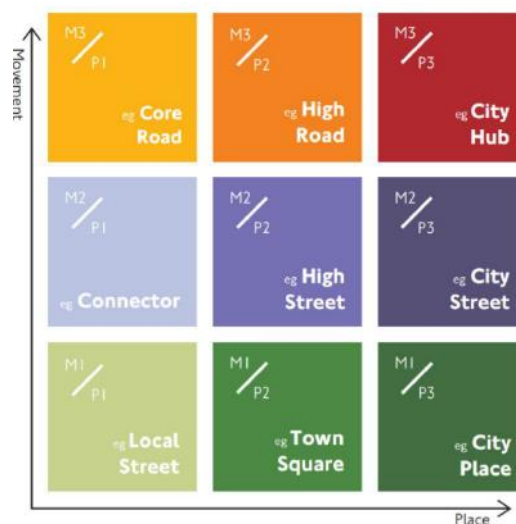 Movement
M3
P1
eg Core
Road
M3
P2
eg High
Road
M3
P3
eg City
Hub
M2
P1
eg Connector
M2
P2
eg High
Street
M2
P3
eg City
Street
M1
P1
eg Local
Street
M1
P2
eg Town
Square
M1
P3
eg City
Place
Place